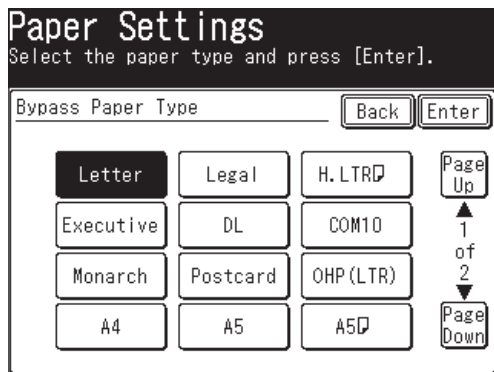 Paper Settings
Select the paper type and press [Enter].
Bypass Paper Type Back Enter
Letter Legal H.LTR Page Up
Executive DL COM10 1
of
Monarch Postcard OHP(LTR) 2
A4 A5 A5 Page Down